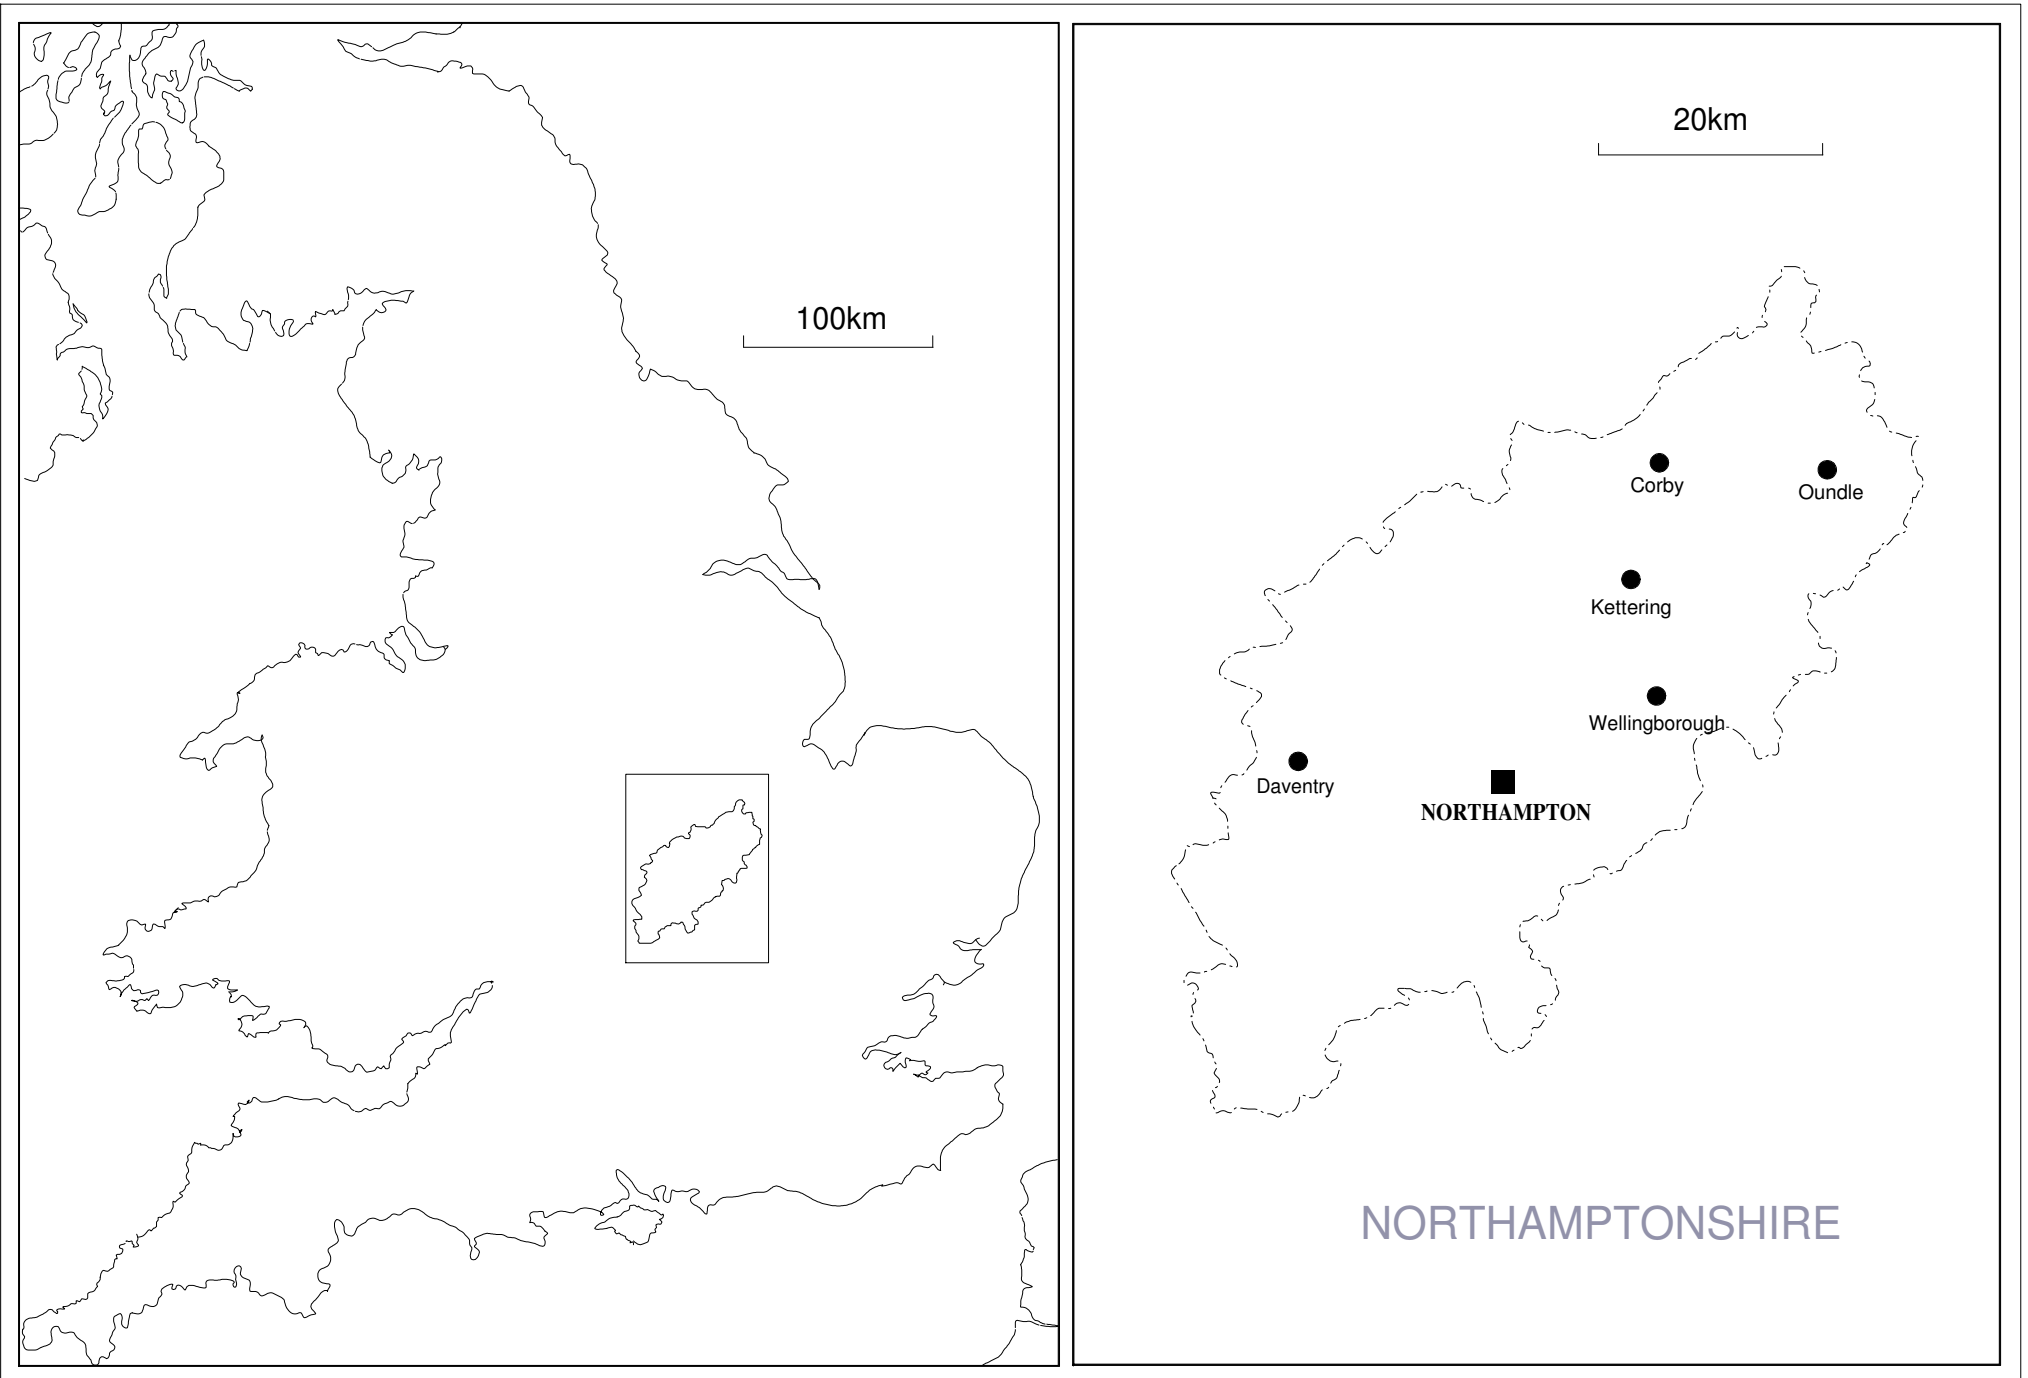 100km
20km
Corby
Oundle
Kettering
Wellingborough
Daventry
NORTHAMPTON
NORTHAMPTONSHIRE